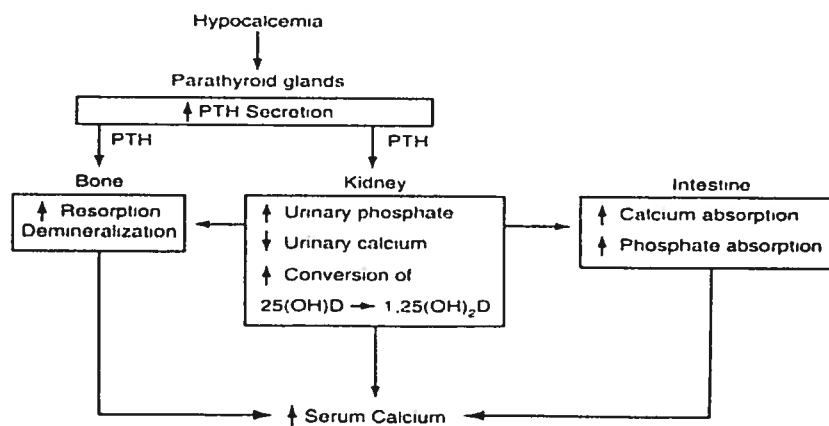 Hypocalcemia
Parathyroid glands
↑ PTH Secretion
PTH
PTH
Bone
↑ Resorption
Demineralization
Kidney
↑ Urinary phosphate
↓ Urinary calcium
↑ Conversion of
25(OH)D → 1,25(OH)₂D
Intestine
↑ Calcium absorption
↑ Phosphate absorption
↑ Serum Calcium